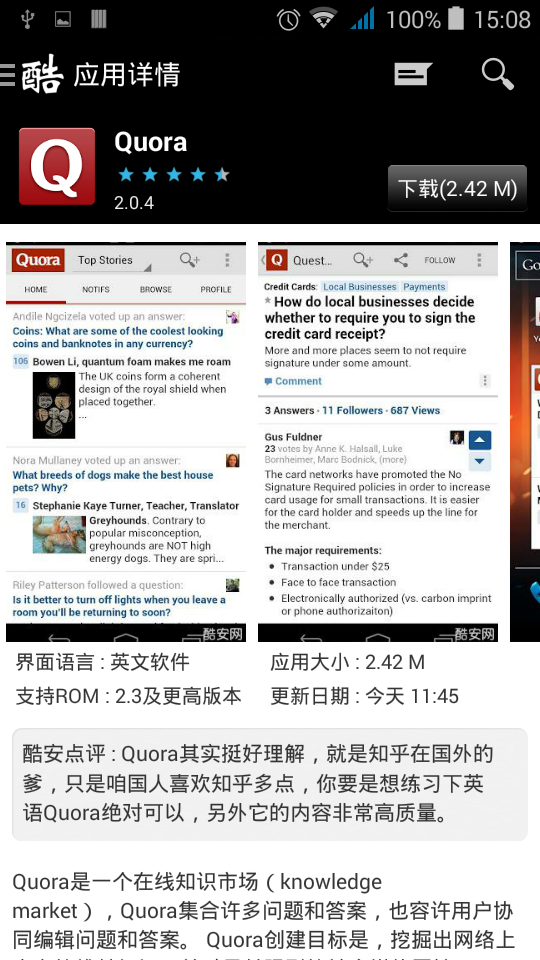 100% 15:08
酷 应用详情
Quora
2.0.4
下载(2.42 M)
Quora Top Stories
HOME NOTIFS BROWSE PROFILE
Andile Ngcizela voted up an answer:
Coins: What are some of the coolest looking
coins and banknotes in any currency?
106 Bowen Li, quantum foam makes me roam
The UK coins form a coherent
design of the royal shield when
placed together.
...
Nora Mullaney voted up an answer:
What breeds of dogs make the best house
pets? Why?
16 Stephanie Kaye Turner, Teacher, Translator
Greyhounds. Contrary to
popular misconception,
greyhounds are NOT high
energy dogs. They are spri...
Riley Patterson followed a question:
Is it better to turn off lights when you leave a
room you'll be returning to soon?
酷安网
Q Quest... FOLLOW
Credit Cards: Local Businesses Payments
How do local businesses decide
whether to require you to sign the
credit card receipt?
More and more places seem to not require
signature under some amount.
Comment
3 Answers · 11 Followers · 687 Views
Gus Fuldner
23 votes by Anne K. Halsall, Luke
Bornheimer, Marc Bodnick, (more)
The card networks have promoted the No
Signature Required policies in order to increase
card usage for small transactions. It is easier
for the card holder and speeds up the line for
the merchant.
The major requirements:
Transaction under $25
Face to face transaction
Electronically authorized (vs. carbon imprint
or phone authorizaiton)
酷安网
Go
界面语言 : 英文软件 应用大小 : 2.42 M
支持ROM : 2.3及更高版本 更新日期 : 今天 11:45
酷安点评 : Quora其实挺好理解，就是知乎在国外的
爹，只是咱国人喜欢知乎多点，你要是想练习下英
语Quora绝对可以，另外它的内容非常高质量。
Quora是一个在线知识市场（knowledge
market），Quora集合许多问题和答案，也容许用户协
同编辑问题和答案。 Quora创建目标是，挖掘出网络上